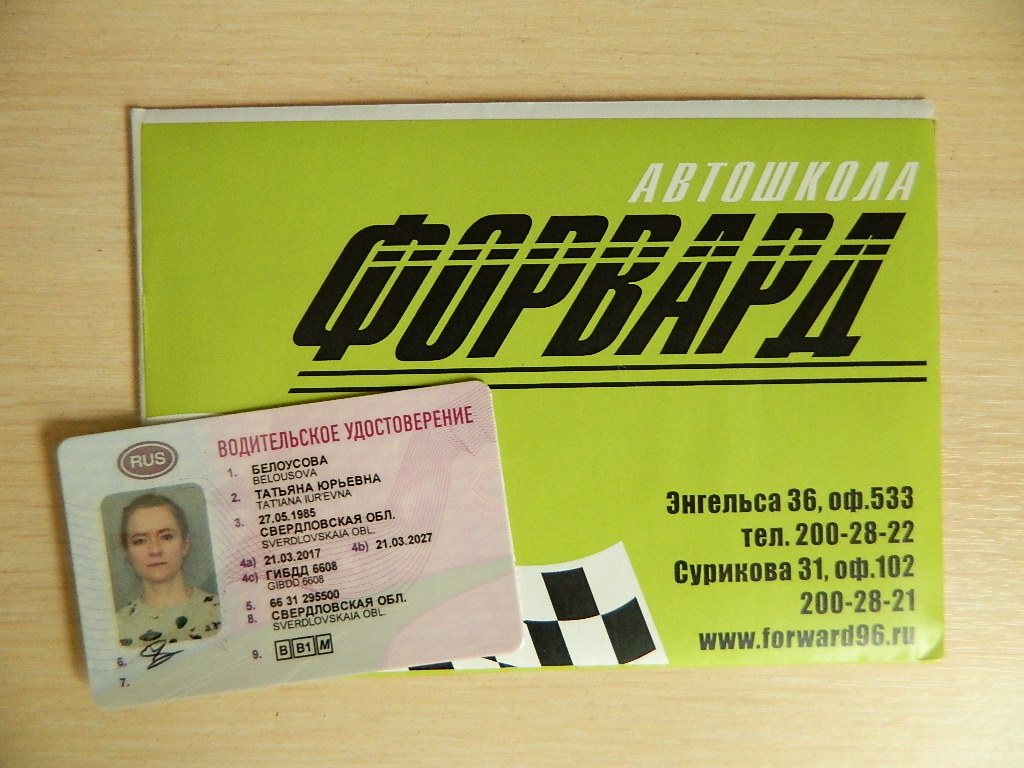 АВТОШКОЛА
ФОРВАРД
Энгельса 36, оф.533
тел. 200-28-22
Сурикова 31, оф.102
200-28-21
www.forward96.ru
RUS
ВОДИТЕЛЬСКОЕ УДОСТОВЕРЕНИЕ
1. БЕЛОУСОВА
BELOUSOVA
2. ТАТЬЯНА ЮРЬЕВНА
TAT'IANA IUR'EVNA
3. 27.05.1985
СВЕРДЛОВСКАЯ ОБЛ.
SVERDLOVSKAIA OBL.
4a) 21.03.2017 4b) 21.03.2027
4c) ГИБДД 6608
GIBDD 6608
5. 66 31 295500
8. СВЕРДЛОВСКАЯ ОБЛ.
SVERDLOVSKAIA OBL.
9. B B1 M
6.
7.